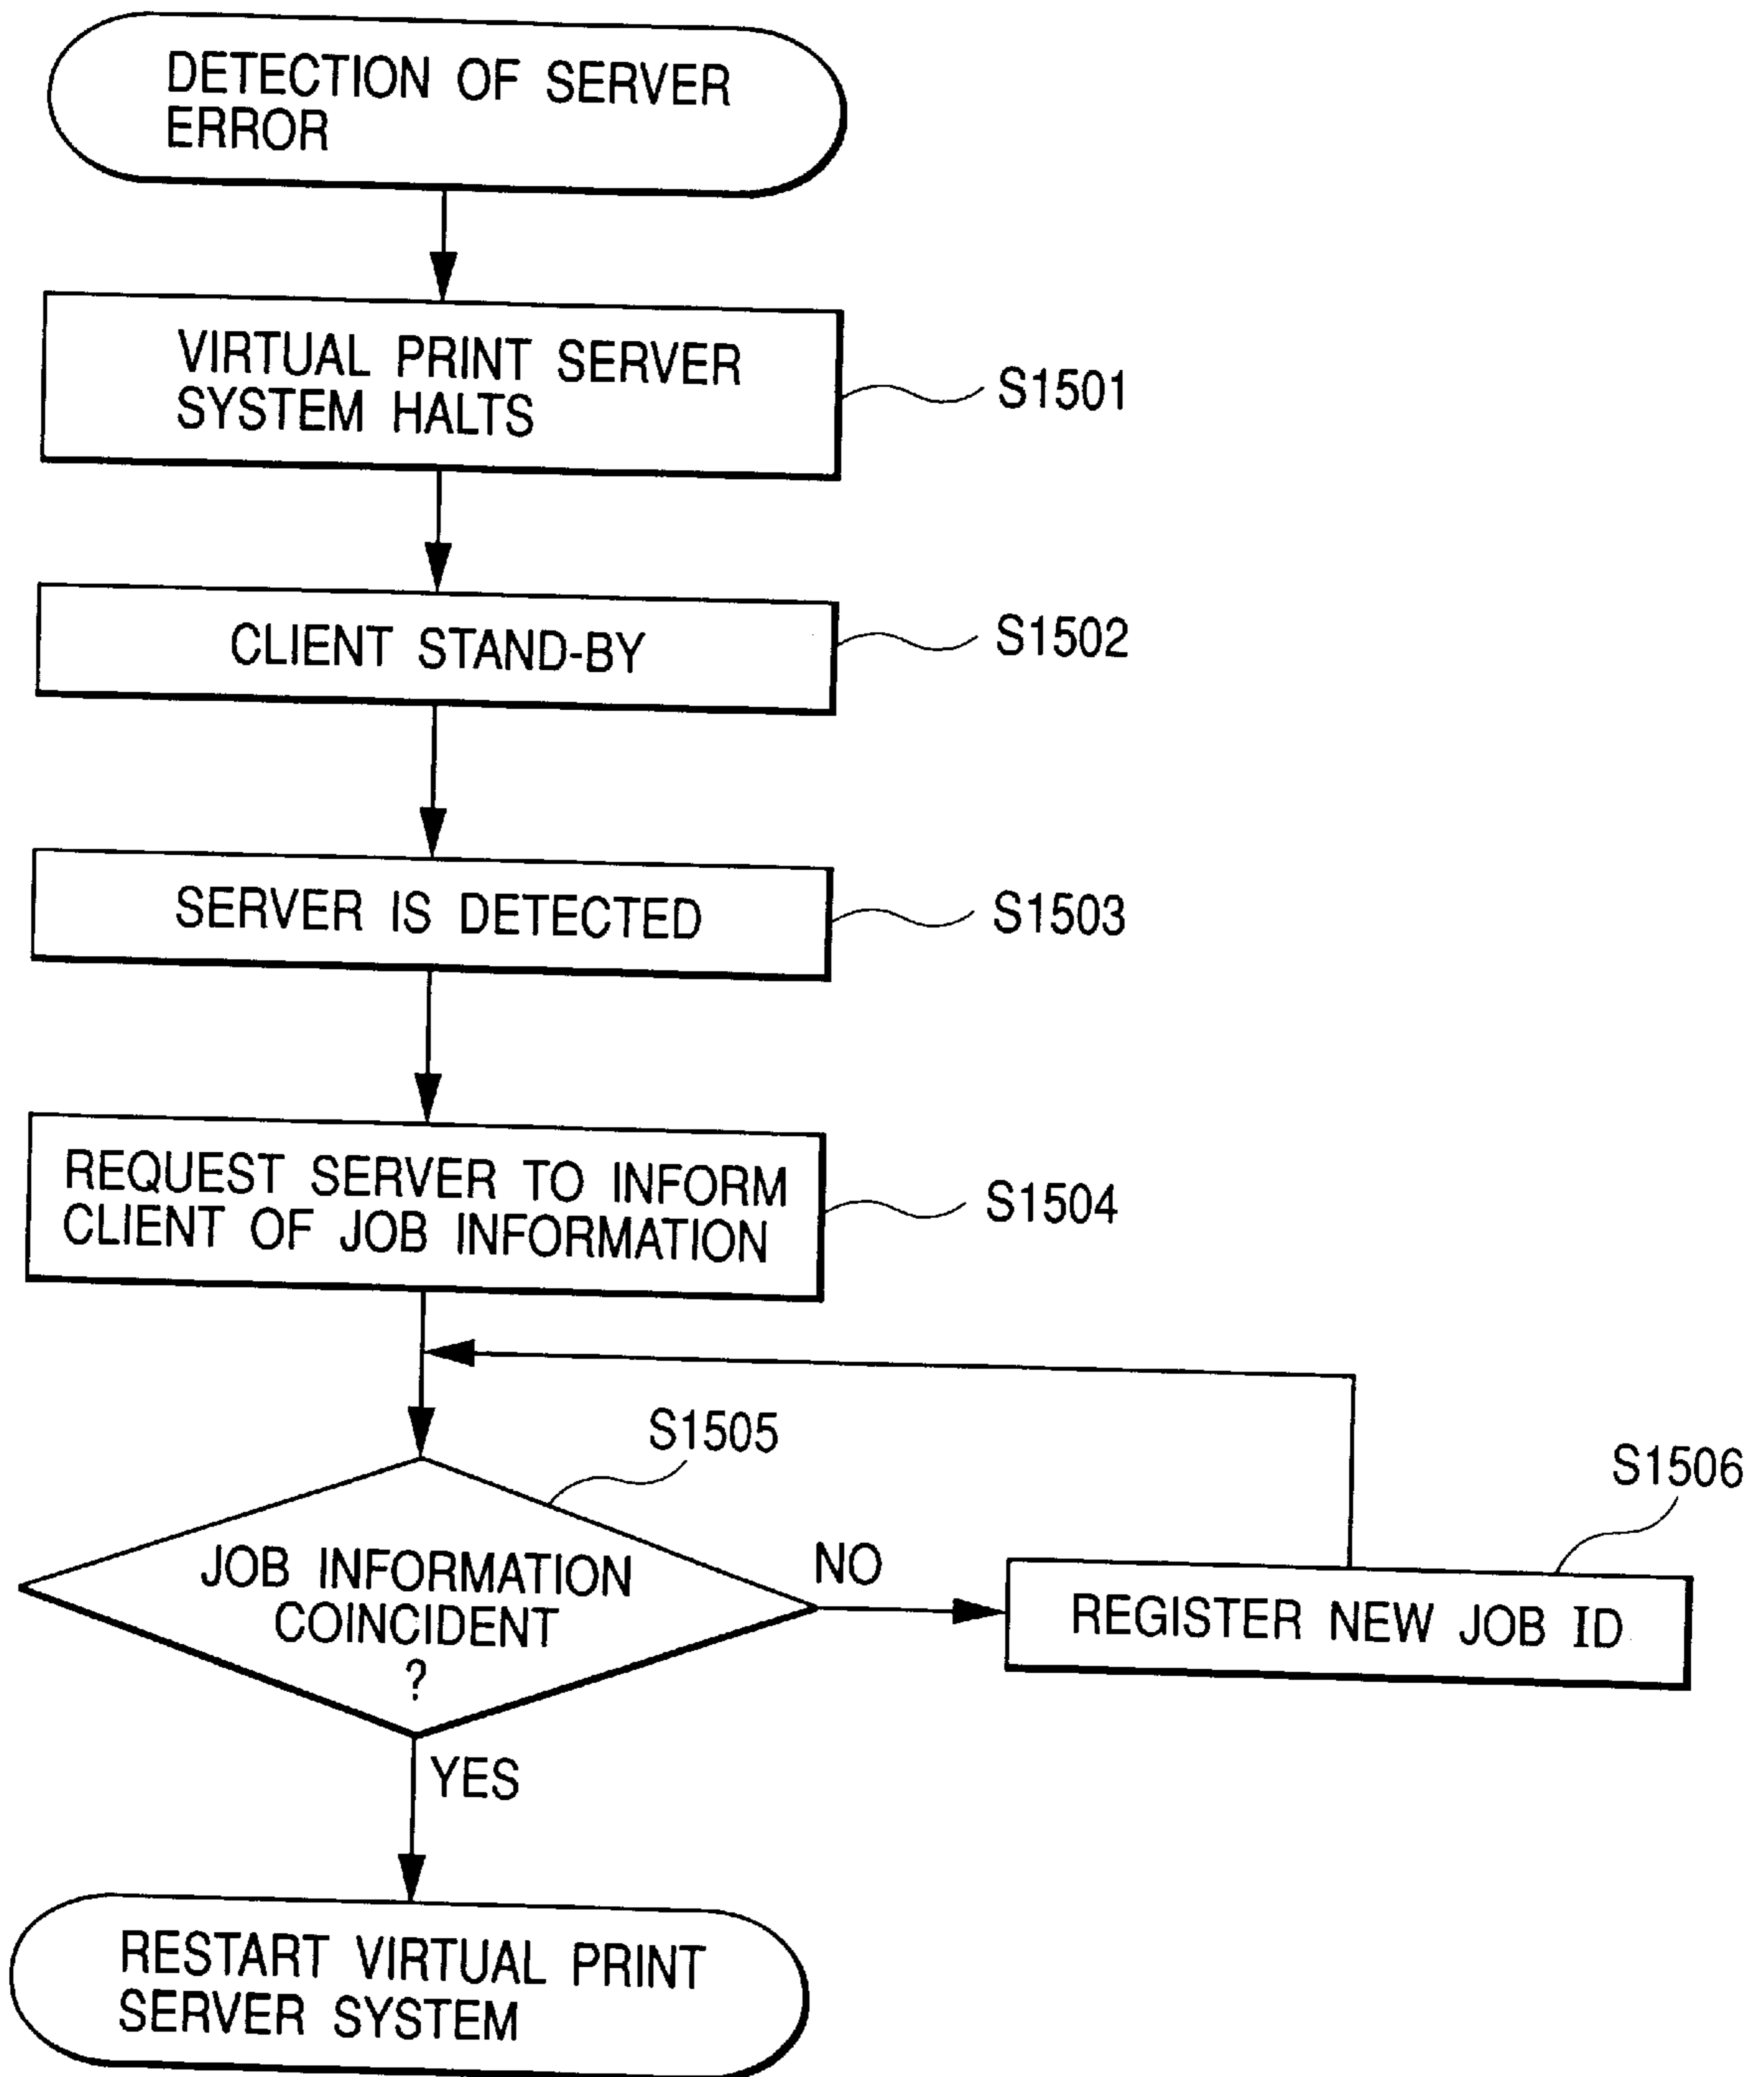 DETECTION OF SERVER
ERROR
VIRTUAL PRINT SERVER
SYSTEM HALTS
S1501
CLIENT STAND-BY
S1502
SERVER IS DETECTED
S1503
REQUEST SERVER TO INFORM
CLIENT OF JOB INFORMATION
S1504
S1505
S1506
JOB INFORMATION
COINCIDENT
?
NO
REGISTER NEW JOB ID
YES
RESTART VIRTUAL PRINT
SERVER SYSTEM